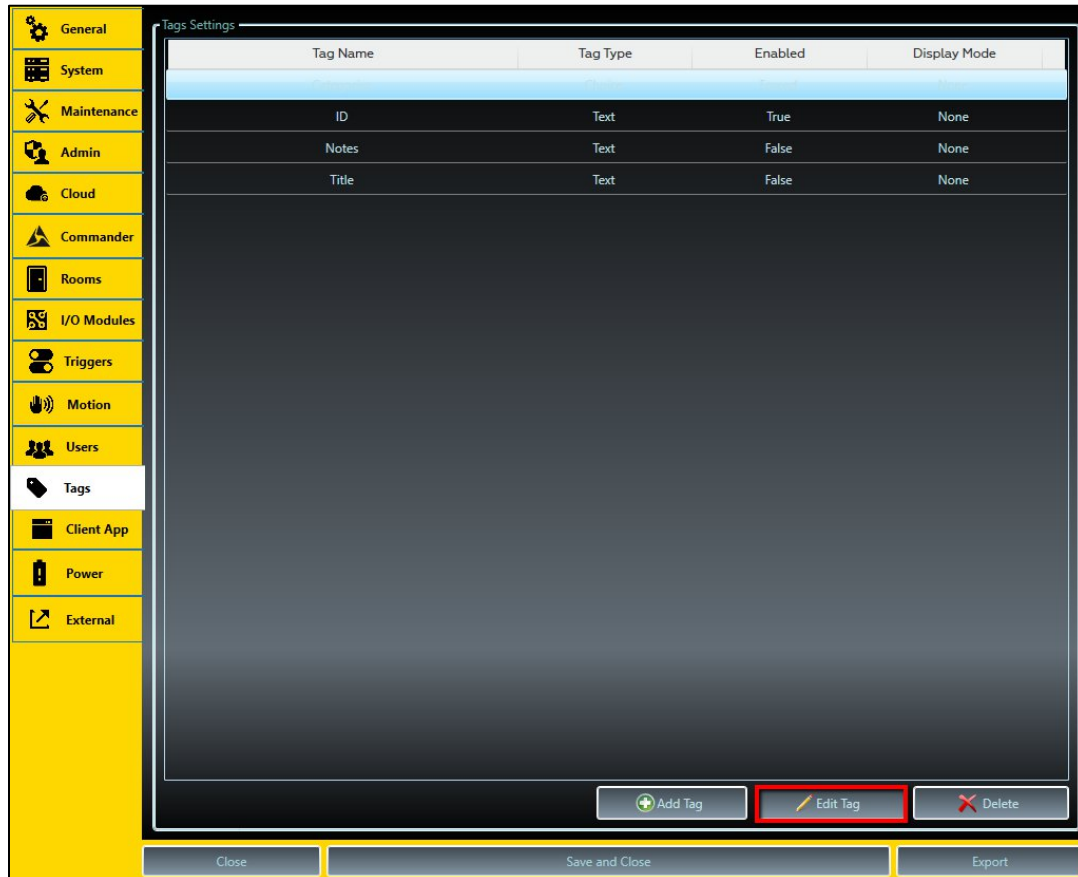 General
System
Maintenance
Admin
Cloud
Commander
Rooms
I/O Modules
Triggers
Motion
Users
Tags
Client App
Power
External
Tags Settings
Tag Name Tag Type Enabled Display Mode
ID Text True None
Notes Text False None
Title Text False None
Add Tag Edit Tag Delete
Close Save and Close Export